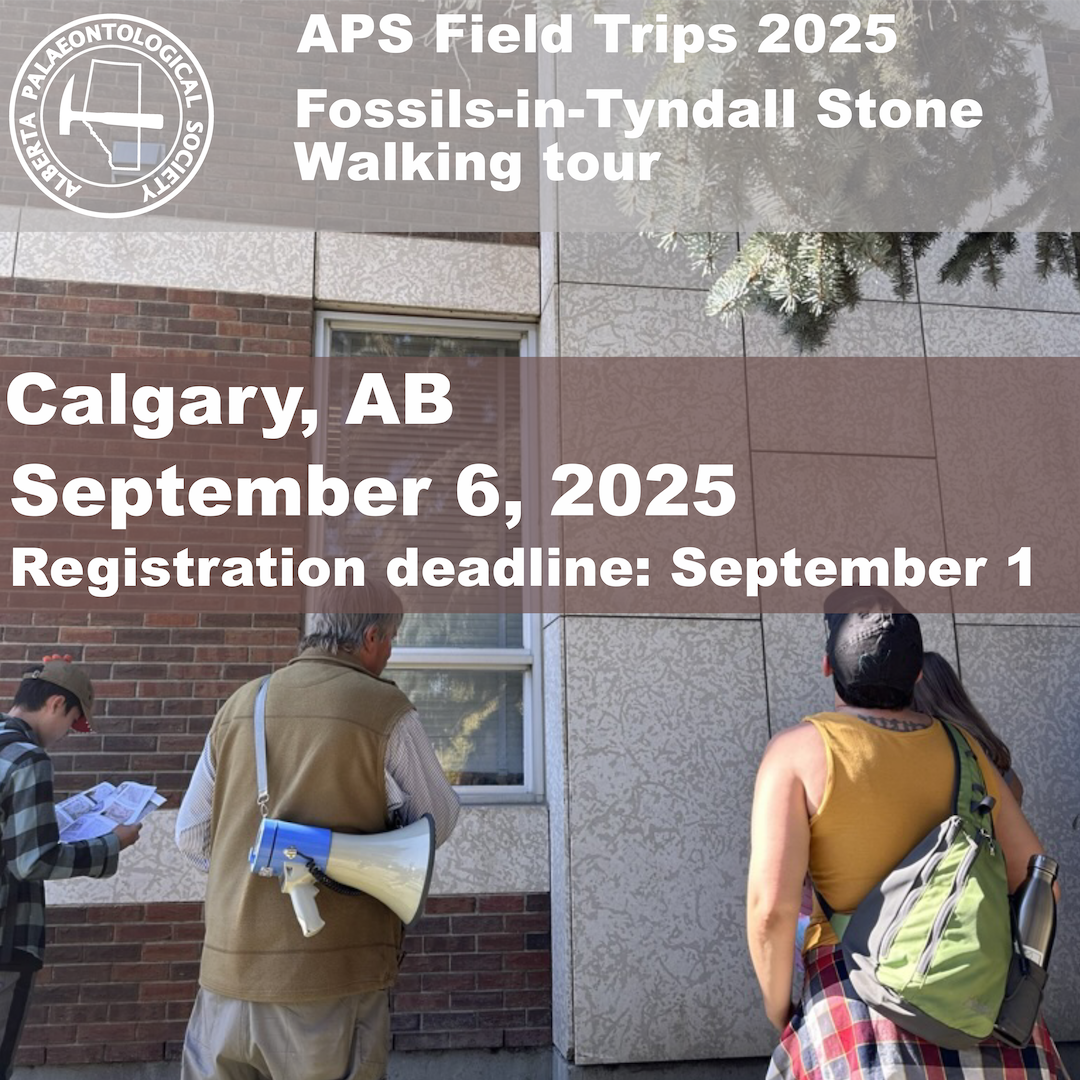 ALBERTA PALAEONTOLOGICAL SOCIETY
APS Field Trips 2025
Fossils-in-Tyndall Stone
Walking tour
Calgary, AB
September 6, 2025
Registration deadline: September 1